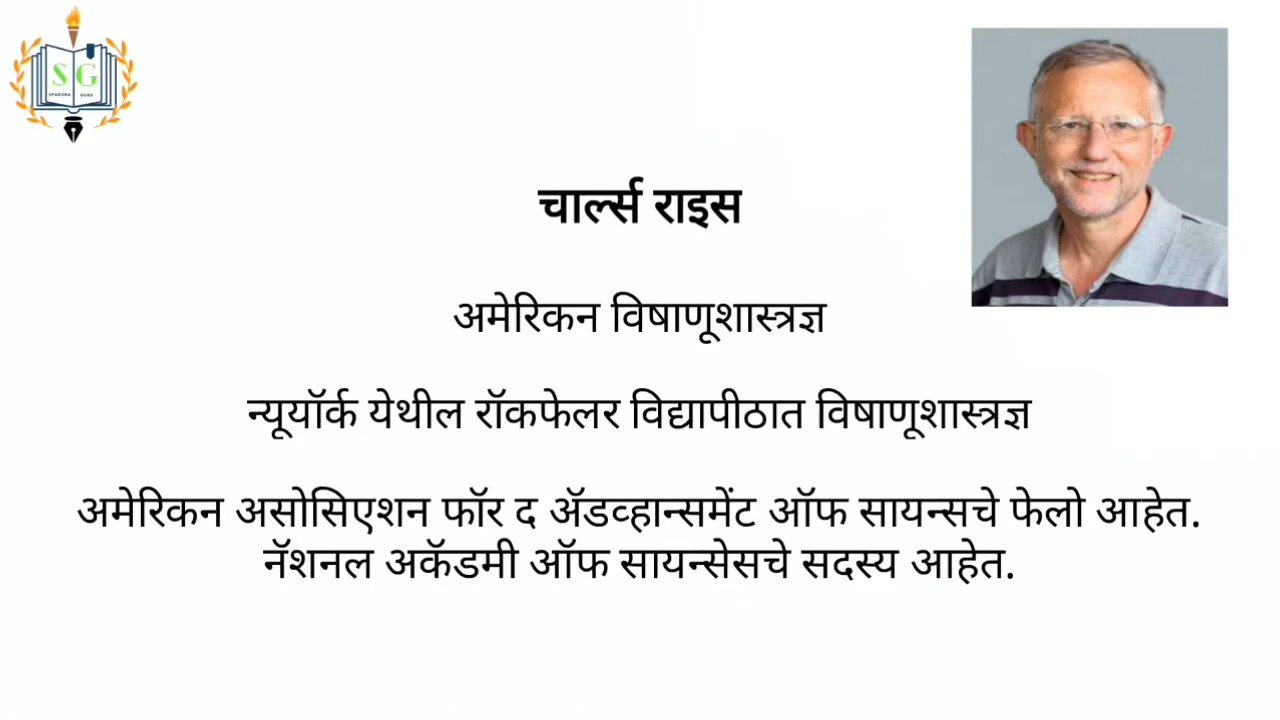 S G
चार्ल्स राइस
अमेरिकन विषाणूशास्त्रज्ञ
न्यूयॉर्क येथील रॉकफेलर विद्यापीठात विषाणूशास्त्रज्ञ
अमेरिकन असोसिएशन फॉर द ॲडव्हान्समेंट ऑफ सायन्सचे फेलो आहेत.
नॅशनल अकॅडमी ऑफ सायन्सेसचे सदस्य आहेत.